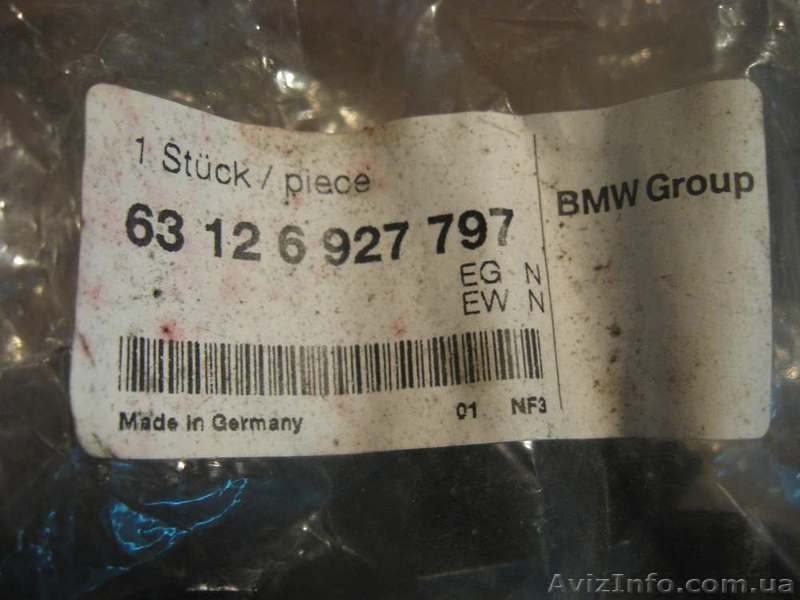 1 Stück / piece
63 12 6 927 797
EG N
EW N
BMW Group
Made in Germany
01 NF3
AvizInfo.com.ua